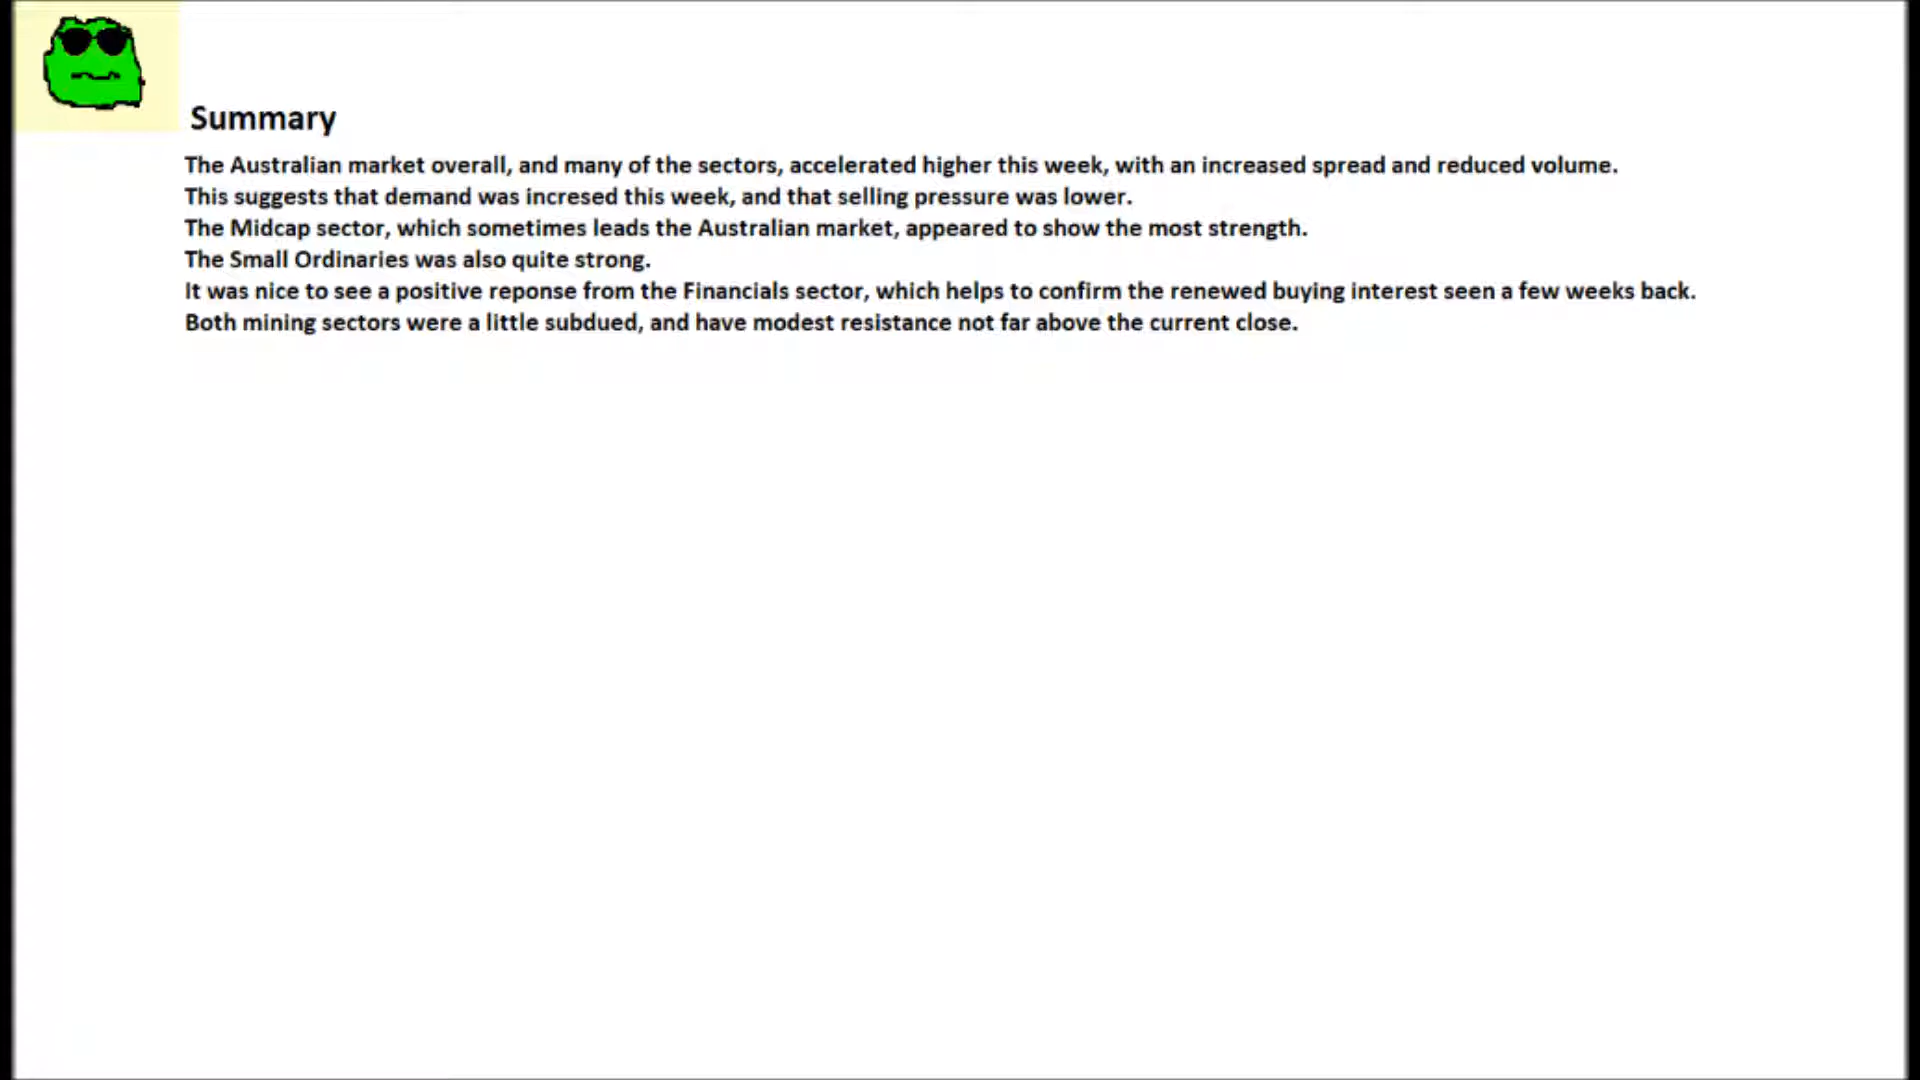 Summary
The Australian market overall, and many of the sectors, accelerated higher this week, with an increased spread and reduced volume.
This suggests that demand was incresed this week, and that selling pressure was lower.
The Midcap sector, which sometimes leads the Australian market, appeared to show the most strength.
The Small Ordinaries was also quite strong.
It was nice to see a positive reponse from the Financials sector, which helps to confirm the renewed buying interest seen a few weeks back.
Both mining sectors were a little subdued, and have modest resistance not far above the current close.